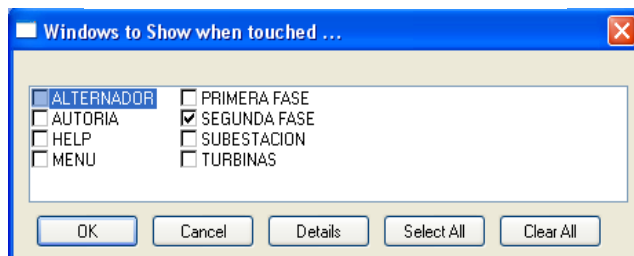 Windows to Show when touched ...
ALTERNADOR
AUTORIA
HELP
MENU
PRIMERA FASE
SEGUNDA FASE
SUBESTACION
TURBINAS
OK Cancel Details Select All Clear All